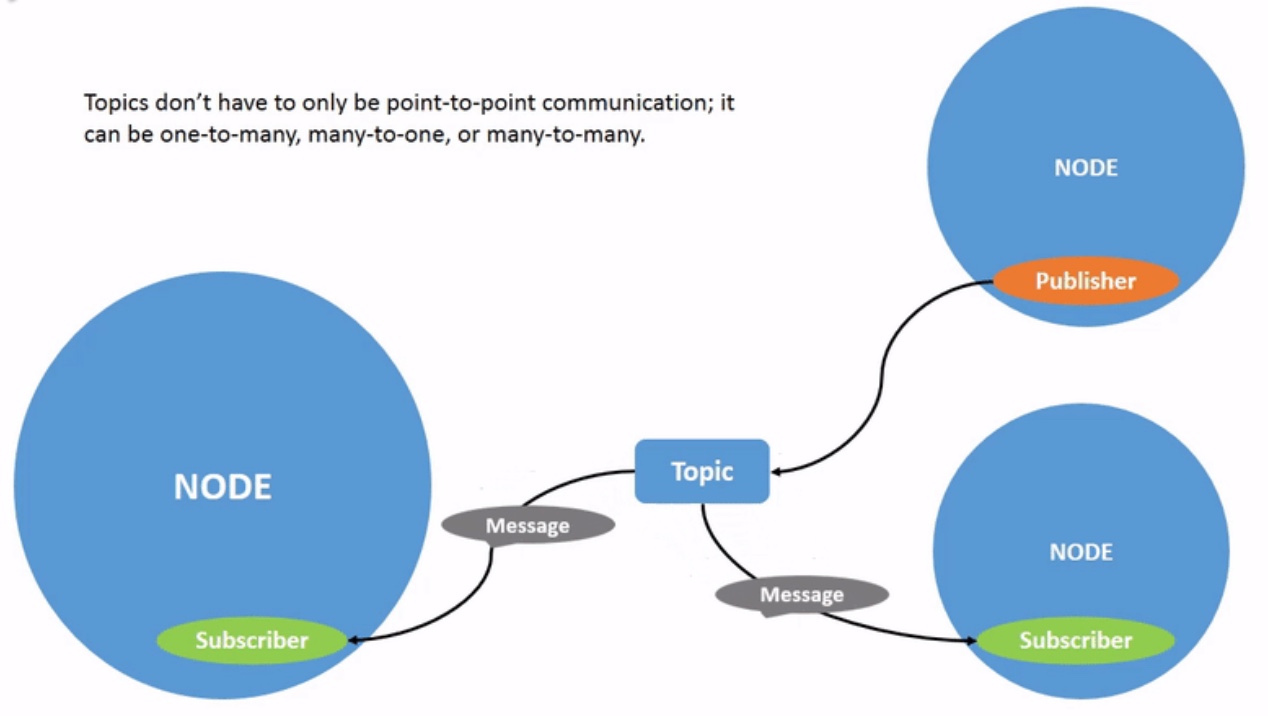 Topics don’t have to only be point-to-point communication; it
can be one-to-many, many-to-one, or many-to-many.
NODE
Publisher
Topic
NODE
Message
NODE
Message
Subscriber
Subscriber